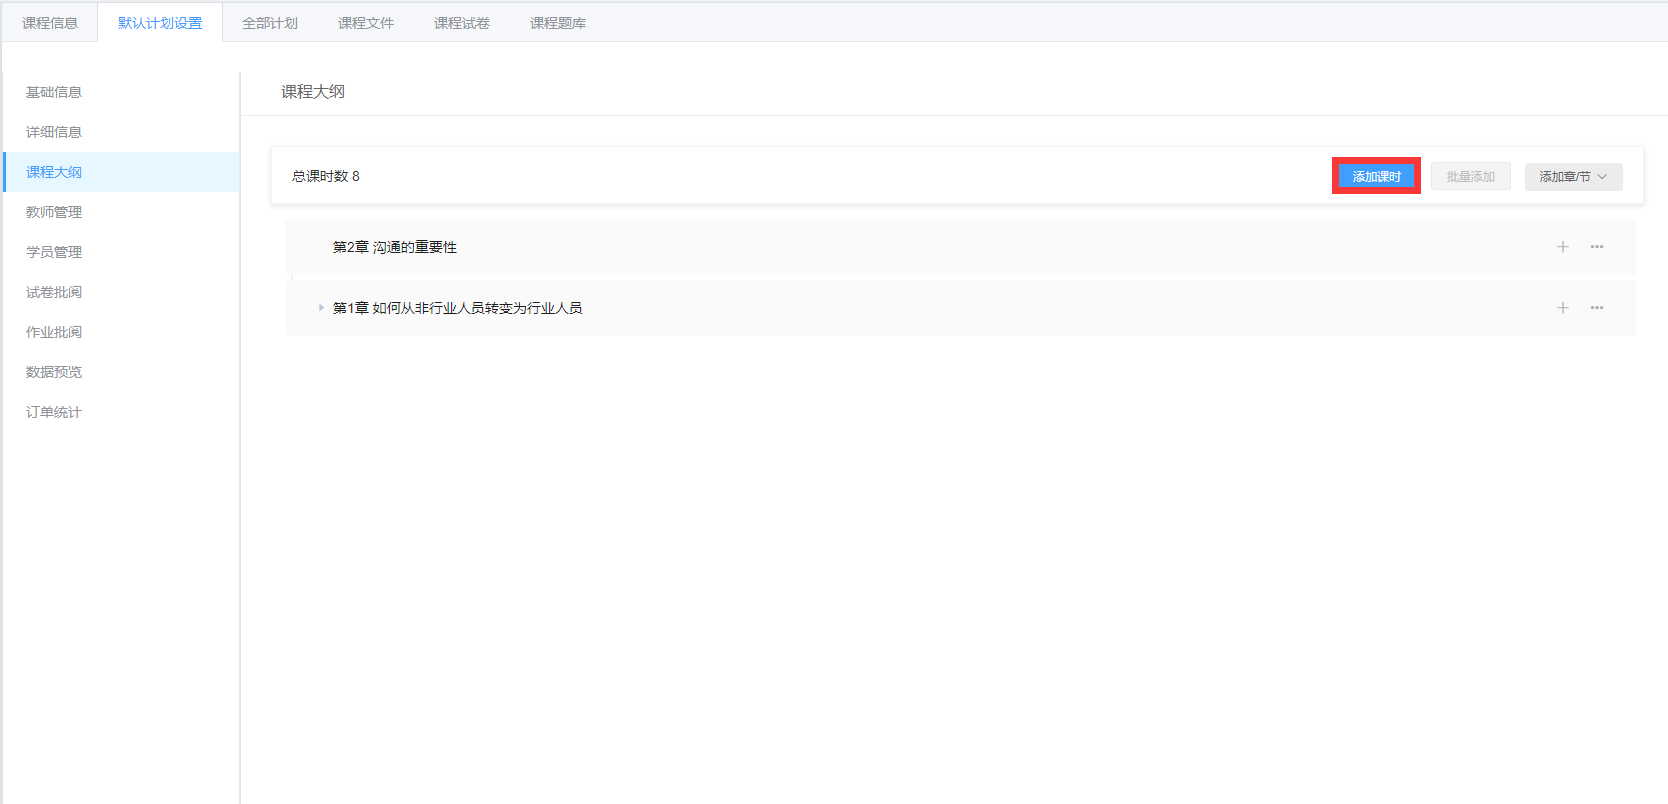 课程信息 默认计划设置 全部计划 课程文件 课程试卷 课程题库
基础信息
详细信息
课程大纲
教师管理
学员管理
试卷批阅
作业批阅
数据预览
订单统计
课程大纲
总课时数 8 添加课时 批量添加 添加章/节
第2章 沟通的重要性
第1章 如何从非行业人员转变为行业人员